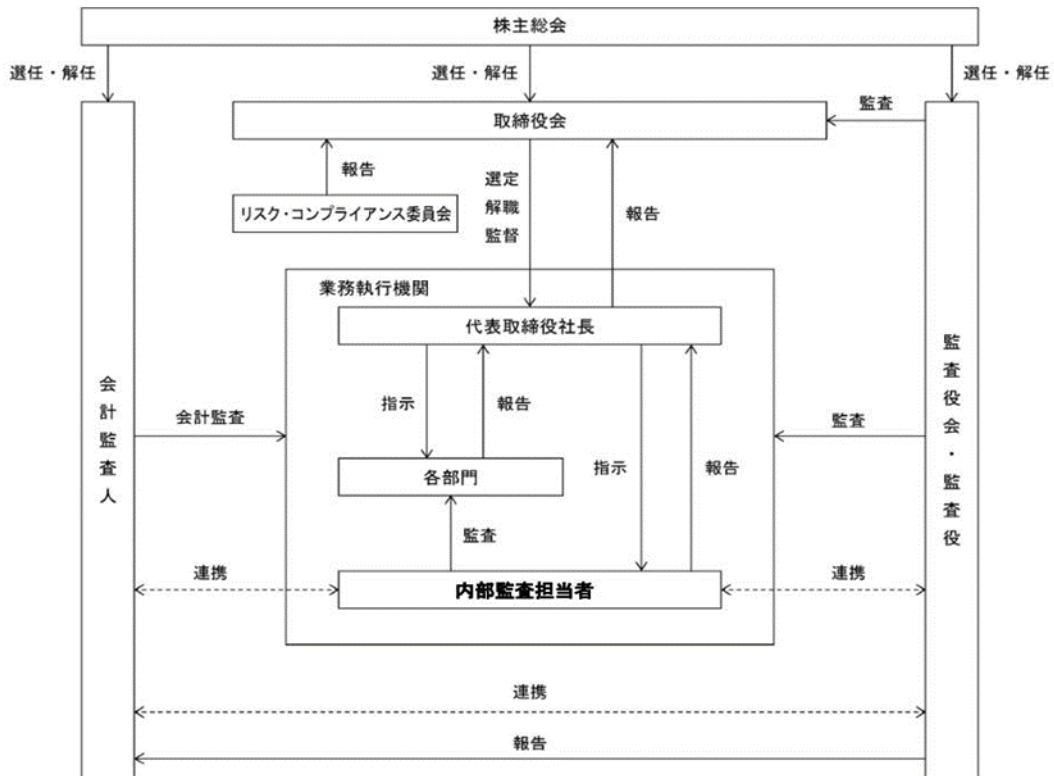 株主総会
選任・解任
選任・解任
選任・解任
取締役会
監査
報告
選定
解職
監督
報告
リスク・コンプライアンス委員会
業務執行機関
代表取締役社長
会計監査人
監査役会・監査役
指示
報告
会計監査
監査
指示
報告
各部門
監査
連携
内部監査担当者
連携
連携
報告